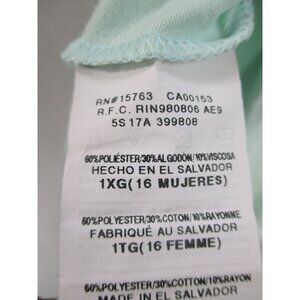 RN#15763 CA00153
R.F.C. RIN980806 AE9
5S17A 399808
60%POLIÉSTER/30%ALGODÓN/10%VISCOSA
HECHO EN EL SALVADOR
1XG(16 MUJERES)
60%POLYESTER/30%COTON/10%RAYONNE
FABRIQUÉ AU SALVADOR
1TG(16 FEMME)
60%POLYESTER/30%COTTON/10%RAYON
MADE IN EL SALVADOR